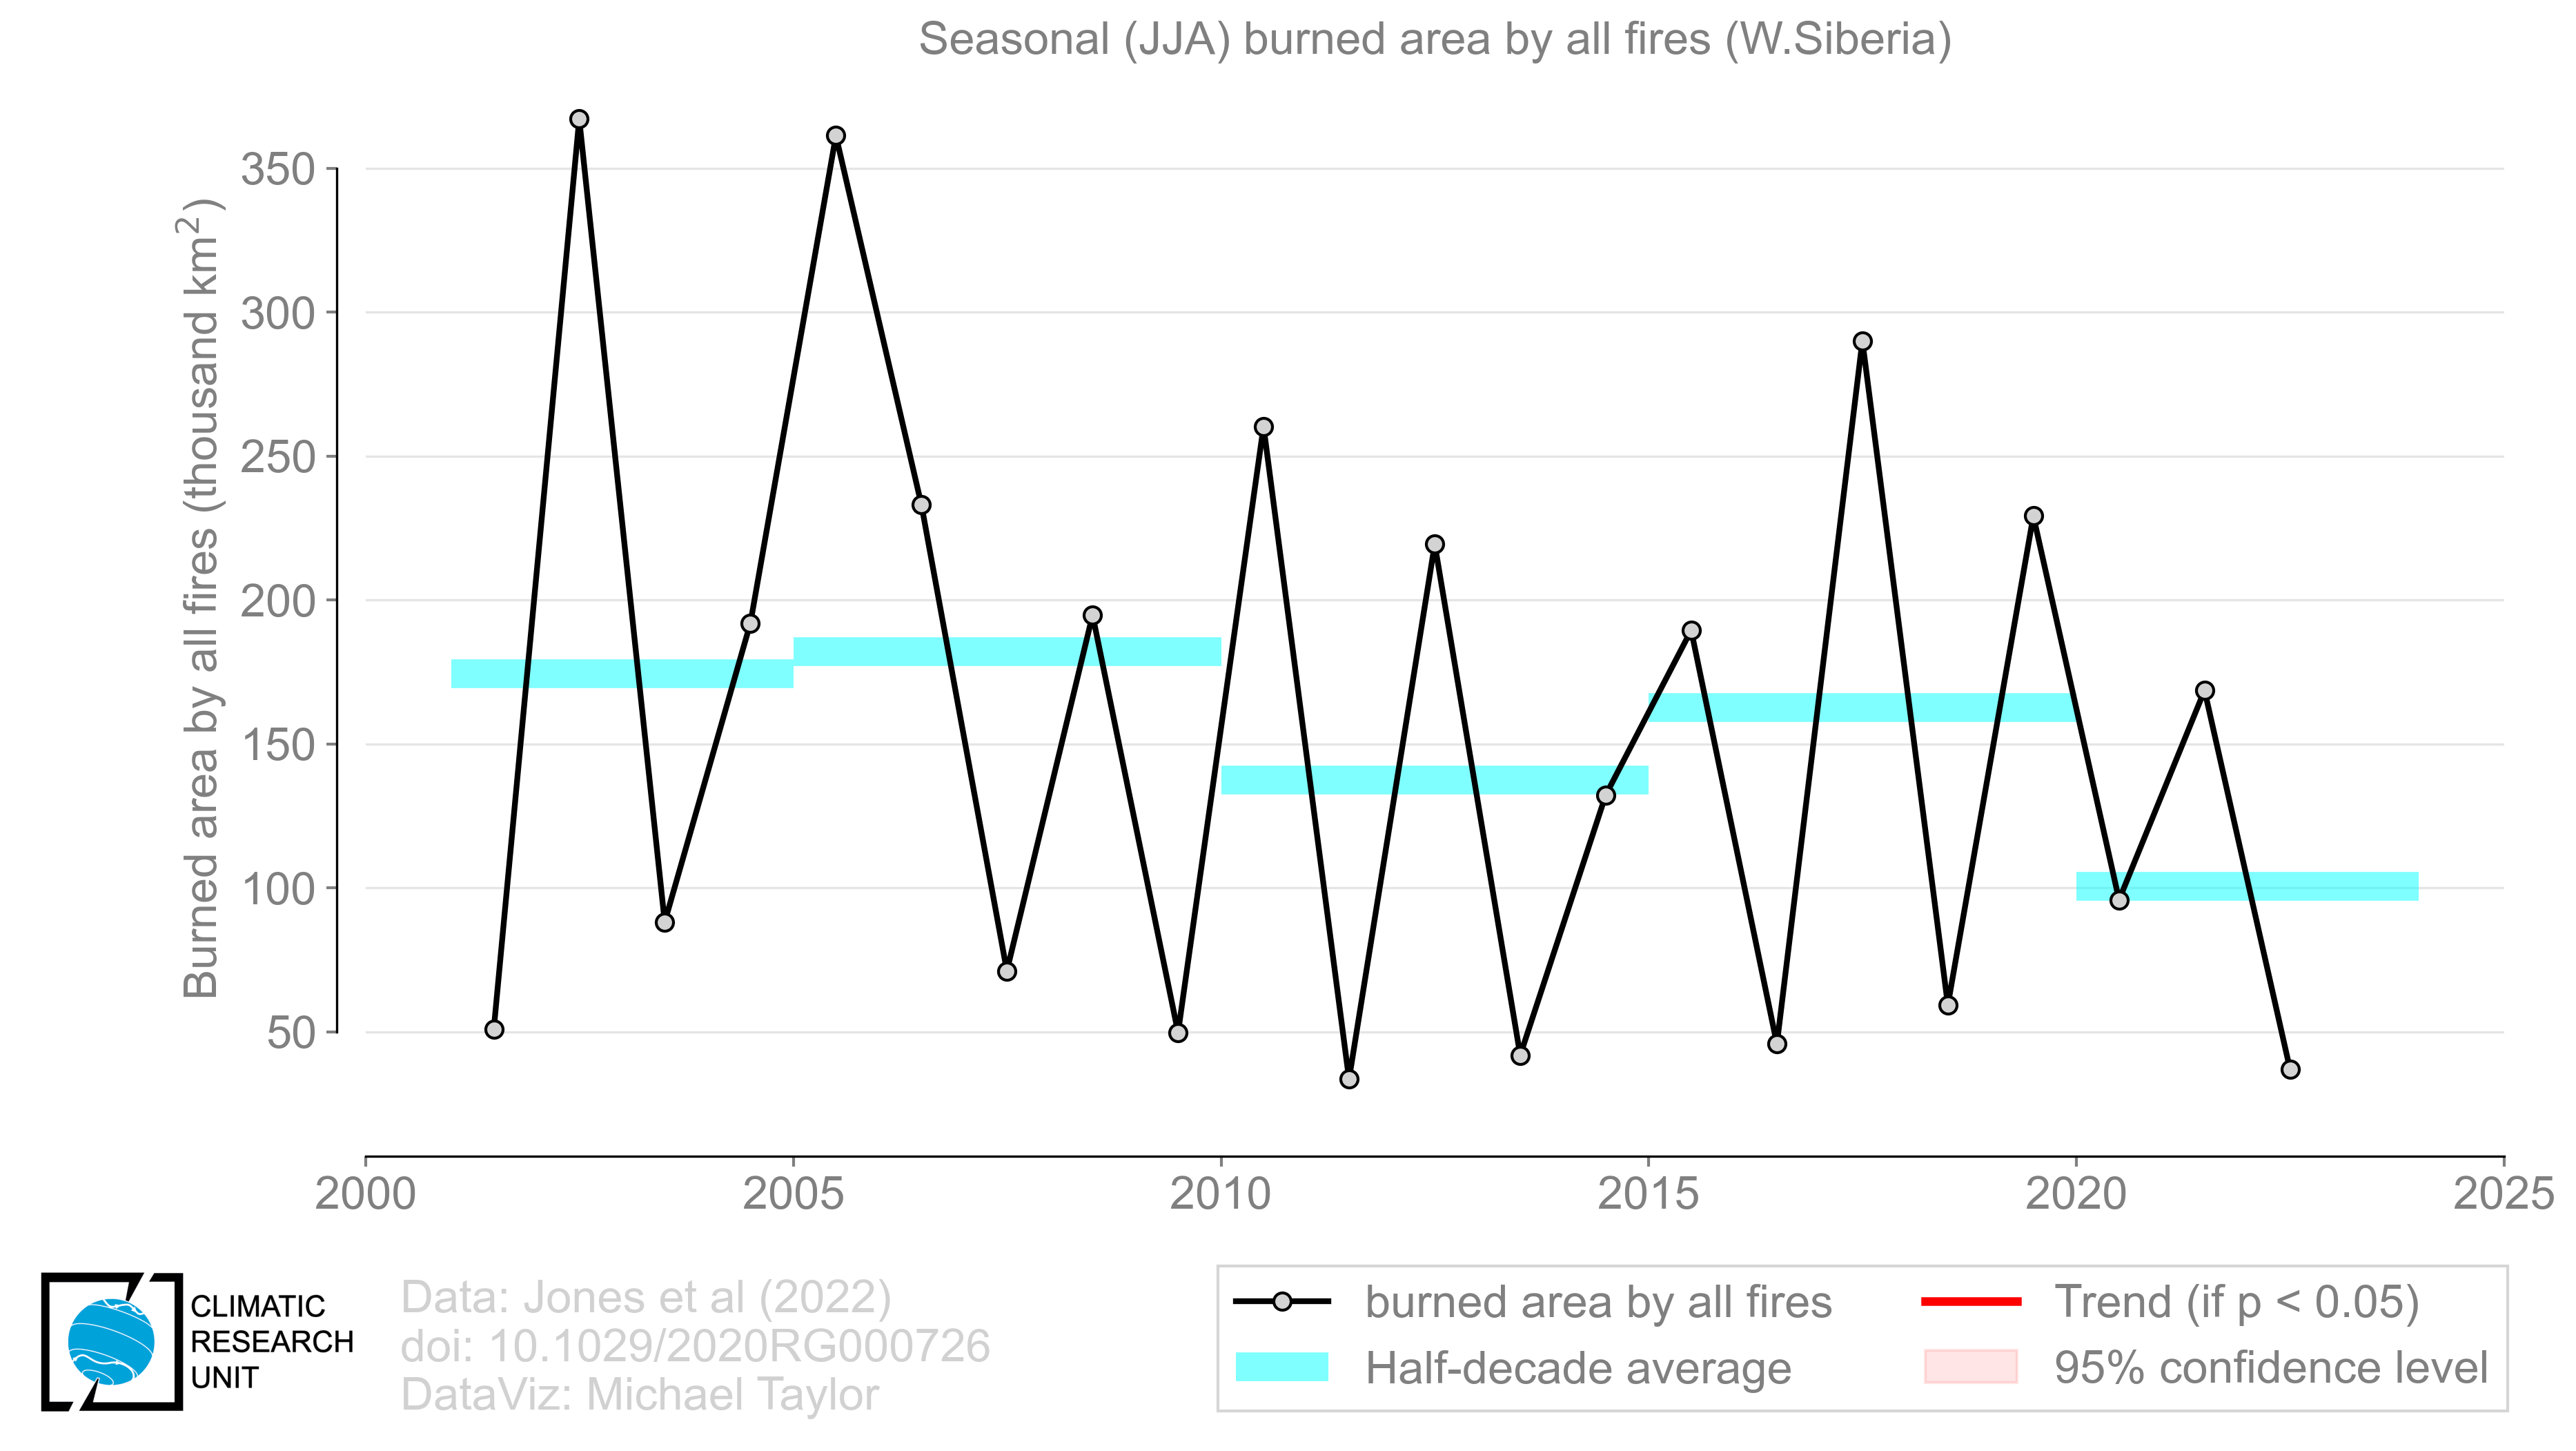 Seasonal (JJA) burned area by all fires (W.Siberia)
Burned area by all fires (thousand km²)
350
300
250
200
150
100
50
2000
2005
2010
2015
2020
2025
CLIMATIC
RESEARCH
UNIT
Data: Jones et al (2022)
doi: 10.1029/2020RG000726
DataViz: Michael Taylor
burned area by all fires
Half-decade average
Trend (if p < 0.05)
95% confidence level